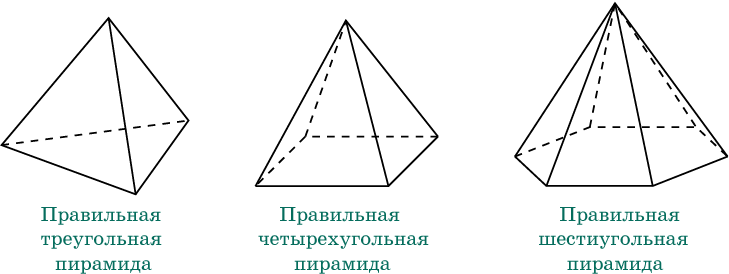 Правильная
треугольная
пирамида
Правильная
четырехугольная
пирамида
Правильная
шестиугольная
пирамида